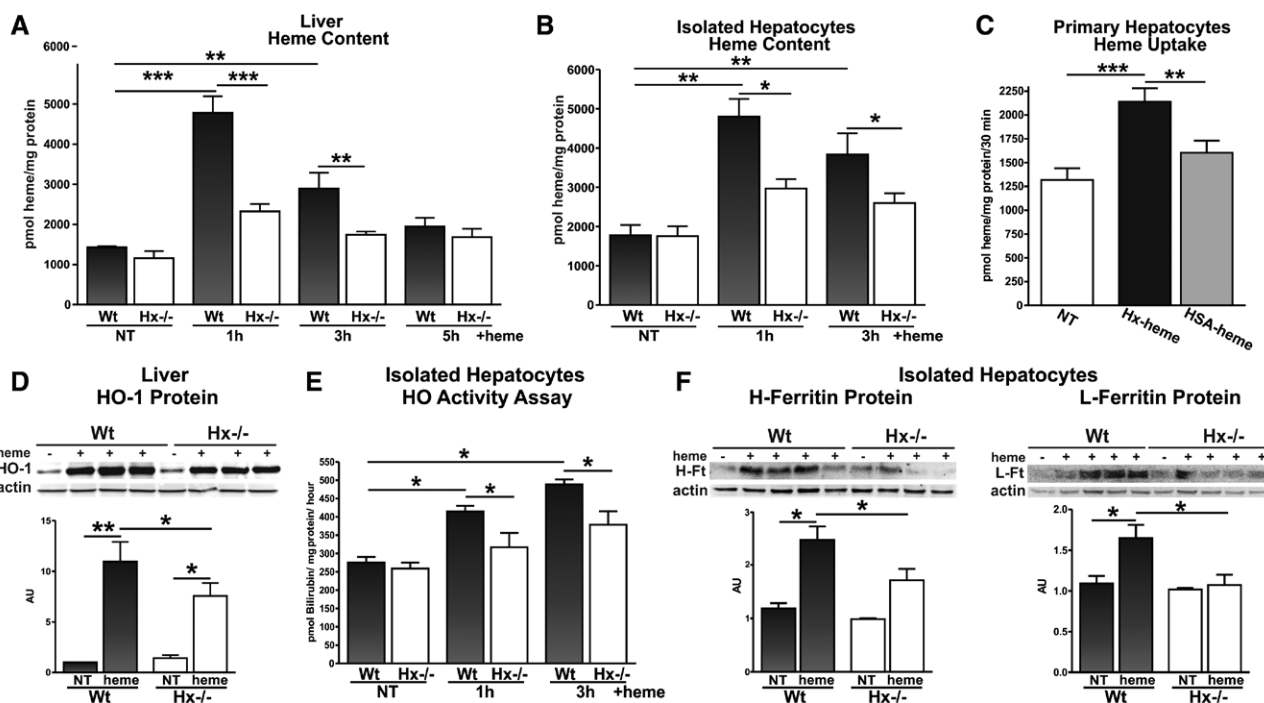 A
Liver
Heme Content
pmol heme/mg protein
6000
5000
4000
3000
2000
1000
0
**
***
***
**
Wt Hx-/- Wt Hx-/- Wt Hx-/- Wt Hx-/-
NT 1h 3h 5h +heme
B
Isolated Hepatocytes
Heme Content
pmol heme/mg protein
6000
5000
4000
3000
2000
1000
0
**
**
*
*
Wt Hx-/- Wt Hx-/- Wt Hx-/-
NT 1h 3h +heme
C
Primary Hepatocytes
Heme Uptake
pmol heme/mg protein/30 min
2250
2000
1750
1500
1250
1000
750
500
250
0
***
**
NT Hx-heme HSA-heme
D
Liver
HO-1 Protein
Wt Hx-/-
heme - + + + - + + +
HO-1
actin
AU
15
10
5
0
**
*
*
NT heme NT heme
Wt Hx-/-
E
Isolated Hepatocytes
HO Activity Assay
pmol Bilirubin/ mg protein/ hour
550
500
450
400
350
300
250
200
150
100
50
0
*
*
*
*
Wt Hx-/- Wt Hx-/- Wt Hx-/-
NT 1h 3h +heme
F
Isolated Hepatocytes
H-Ferritin Protein
Wt Hx-/-
heme - + + + + - + + +
H-Ft
actin
AU
3
2
1
0
*
*
NT heme NT heme
Wt Hx-/-
L-Ferritin Protein
Wt Hx-/-
heme - + + + + - + + + +
L-Ft
actin
AU
2.0
1.5
1.0
0.5
0.0
*
*
NT heme NT heme
Wt Hx-/-